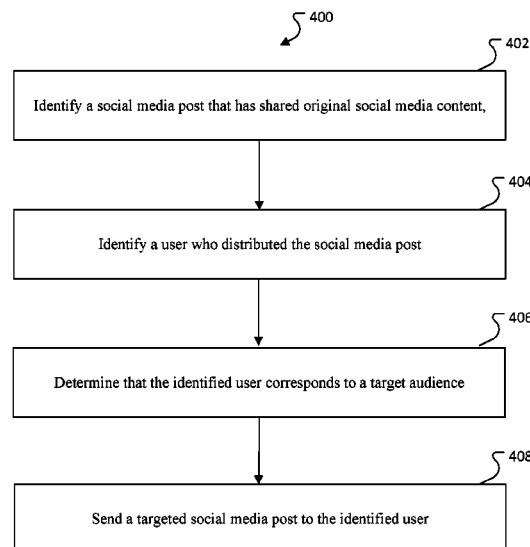 400
402
Identify a social media post that has shared original social media content,
404
Identify a user who distributed the social media post
406
Determine that the identified user corresponds to a target audience
408
Send a targeted social media post to the identified user